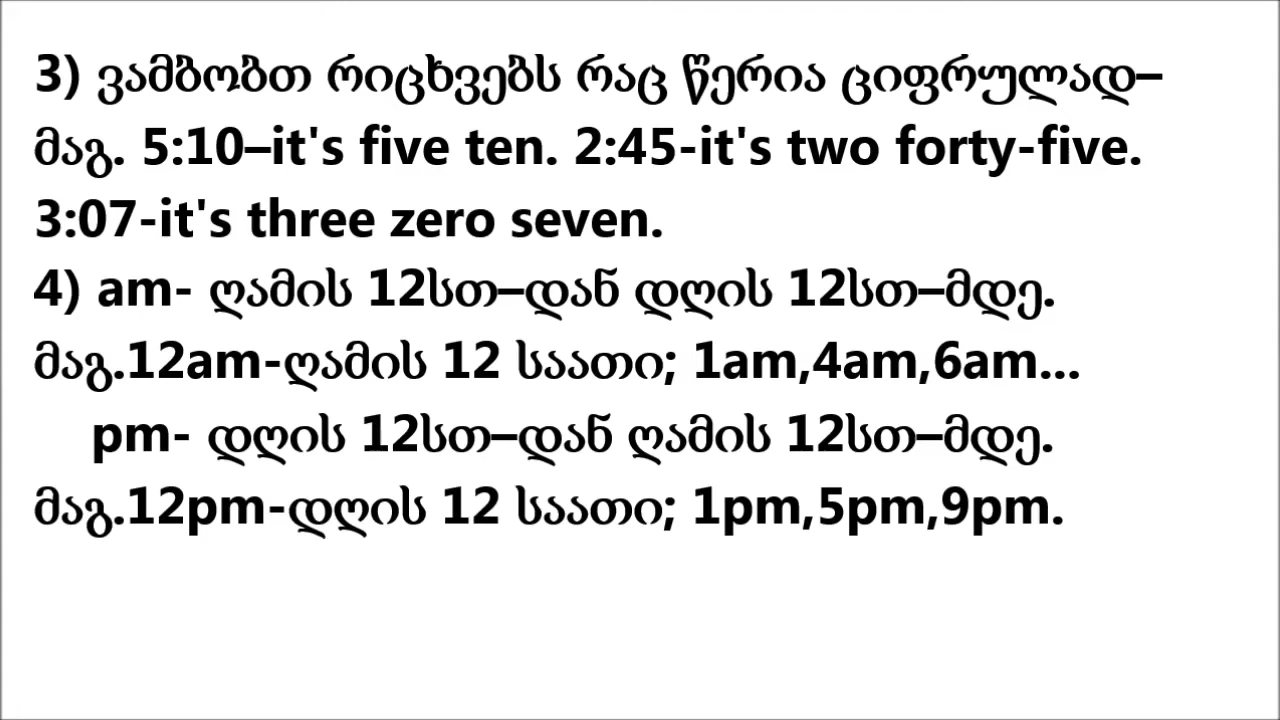 3) ვამბობთ რიცხვებს რაც წერია ციფრულად–
მაგ. 5:10–it's five ten. 2:45-it's two forty-five.
3:07-it's three zero seven.
4) am- ღამის 12სთ–დან დღის 12სთ–მდე.
მაგ.12am-ღამის 12 საათი; 1am,4am,6am...
pm- დღის 12სთ–დან ღამის 12სთ–მდე.
მაგ.12pm-დღის 12 საათი; 1pm,5pm,9pm.